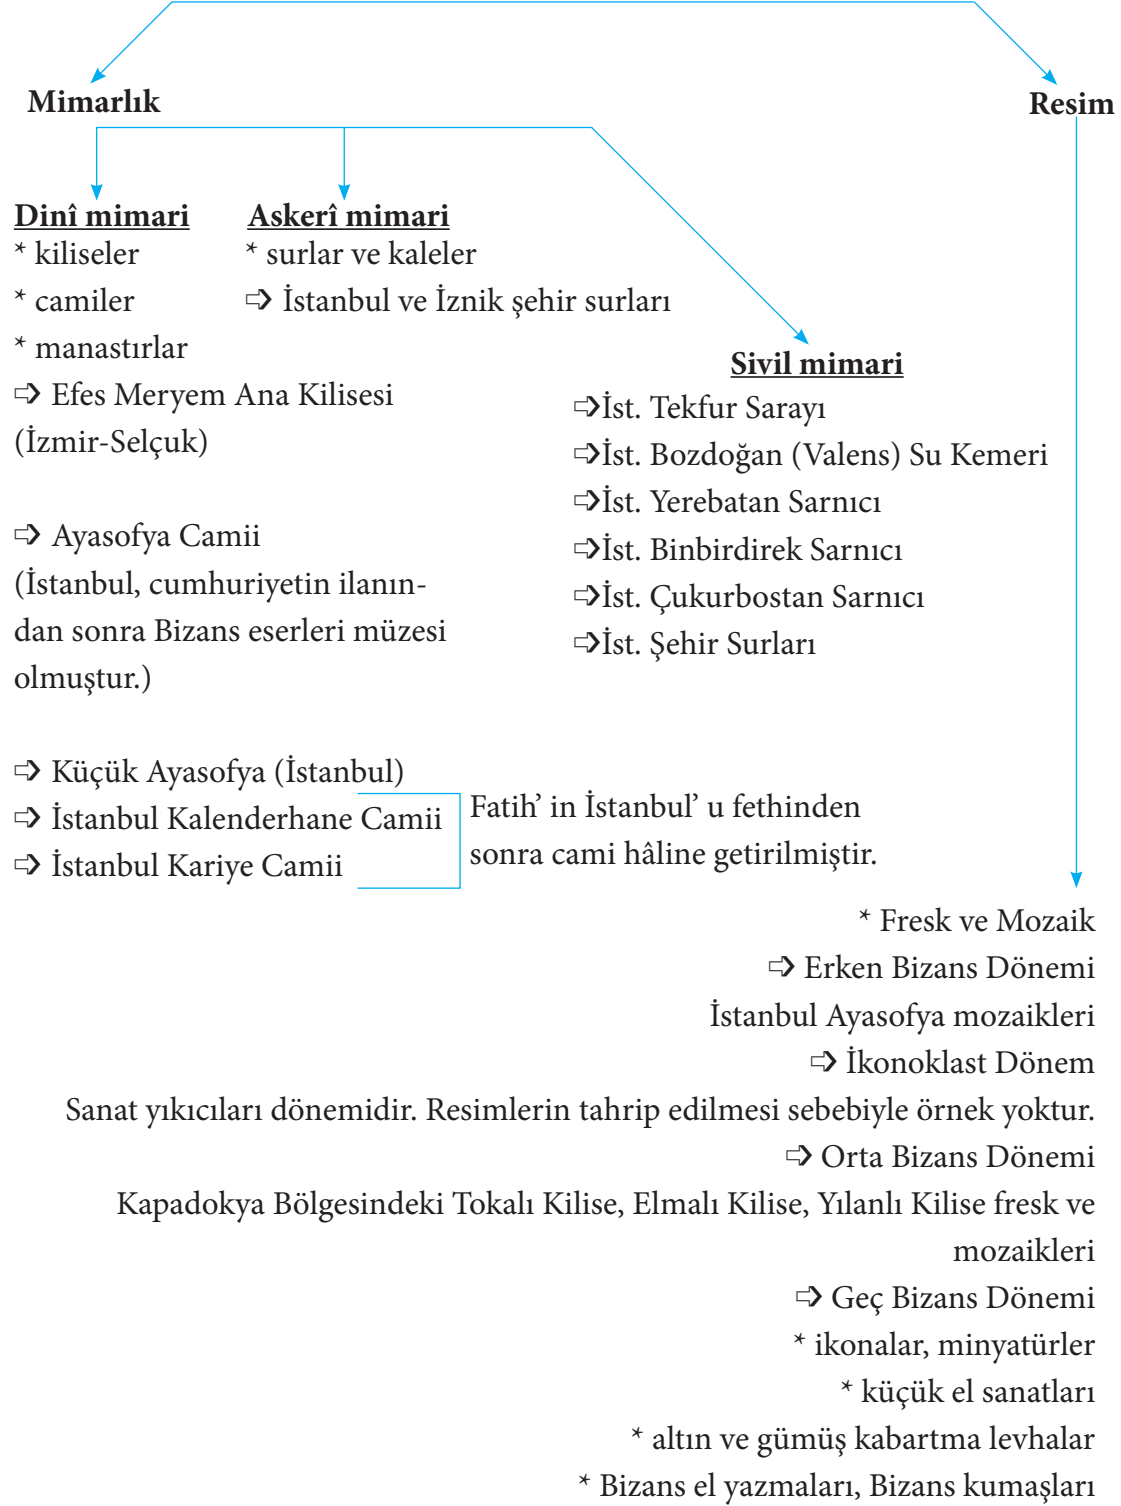 Mimarlık
Resim
Dinî mimari
* kiliseler
* camiler
* manastırlar
➩ Efes Meryem Ana Kilisesi
(İzmir-Selçuk)
➩ Ayasofya Camii
(İstanbul, cumhuriyetin ilanın-
dan sonra Bizans eserleri müzesi
olmuştur.)
➩ Küçük Ayasofya (İstanbul)
➩ İstanbul Kalenderhane Camii
➩ İstanbul Kariye Camii
Fatih’ in İstanbul’ u fethinden
sonra cami hâline getirilmiştir.
Askerî mimari
* surlar ve kaleler
➩ İstanbul ve İznik şehir surları
Sivil mimari
➩İst. Tekfur Sarayı
➩İst. Bozdoğan (Valens) Su Kemeri
➩İst. Yerebatan Sarnıcı
➩İst. Binbirdirek Sarnıcı
➩İst. Çukurbostan Sarnıcı
➩İst. Şehir Surları
* Fresk ve Mozaik
➩ Erken Bizans Dönemi
İstanbul Ayasofya mozaikleri
➩ İkonoklast Dönem
Sanat yıkıcıları dönemidir. Resimlerin tahrip edilmesi sebebiyle örnek yoktur.
➩ Orta Bizans Dönemi
Kapadokya Bölgesindeki Tokalı Kilise, Elmalı Kilise, Yılanlı Kilise fresk ve
mozaikleri
➩ Geç Bizans Dönemi
* ikonalar, minyatürler
* küçük el sanatları
* altın ve gümüş kabartma levhalar
* Bizans el yazmaları, Bizans kumaşları